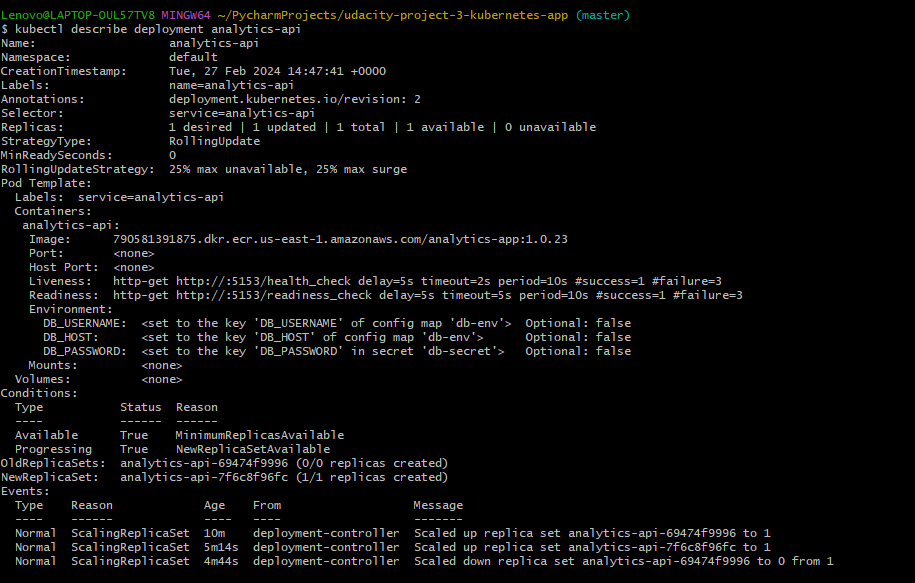 Lenovo@LAPTOP-OUL57TV8 MINGW64 ~/PycharmProjects/udacity-project-3-kubernetes-app (master)
$ kubectl describe deployment analytics-api
Name:                   analytics-api
Namespace:              default
CreationTimestamp:      Tue, 27 Feb 2024 14:47:41 +0000
Labels:                 name=analytics-api
Annotations:            deployment.kubernetes.io/revision: 2
Selector:               service=analytics-api
Replicas:               1 desired | 1 updated | 1 total | 1 available | 0 unavailable
StrategyType:           RollingUpdate
MinReadySeconds:        0
RollingUpdateStrategy:  25% max unavailable, 25% max surge
Pod Template:
  Labels:  service=analytics-api
  Containers:
   analytics-api:
    Image:      790581391875.dkr.ecr.us-east-1.amazonaws.com/analytics-app:1.0.23
    Port:       <none>
    Host Port:  <none>
    Liveness:   http-get http://:5153/health_check delay=5s timeout=2s period=10s #success=1 #failure=3
    Readiness:  http-get http://:5153/readiness_check delay=5s timeout=5s period=10s #success=1 #failure=3
    Environment:
      DB_USERNAME:  <set to the key 'DB_USERNAME' of config map 'db-env'>  Optional: false
      DB_HOST:      <set to the key 'DB_HOST' of config map 'db-env'>      Optional: false
      DB_PASSWORD:  <set to the key 'DB_PASSWORD' in secret 'db-secret'>   Optional: false
    Mounts:         <none>
  Volumes:          <none>
Conditions:
  Type           Status  Reason
  ----           ------  ------
  Available      True    MinimumReplicasAvailable
  Progressing    True    NewReplicaSetAvailable
OldReplicaSets:  analytics-api-69474f9996 (0/0 replicas created)
NewReplicaSet:   analytics-api-7f6c8f96fc (1/1 replicas created)
Events:
  Type    Reason             Age    From                   Message
  ----    ------             ----   ----                   -------
  Normal  ScalingReplicaSet  10m    deployment-controller  Scaled up replica set analytics-api-69474f9996 to 1
  Normal  ScalingReplicaSet  5m14s  deployment-controller  Scaled up replica set analytics-api-7f6c8f96fc to 1
  Normal  ScalingReplicaSet  4m44s  deployment-controller  Scaled down replica set analytics-api-69474f9996 to 0 from 1